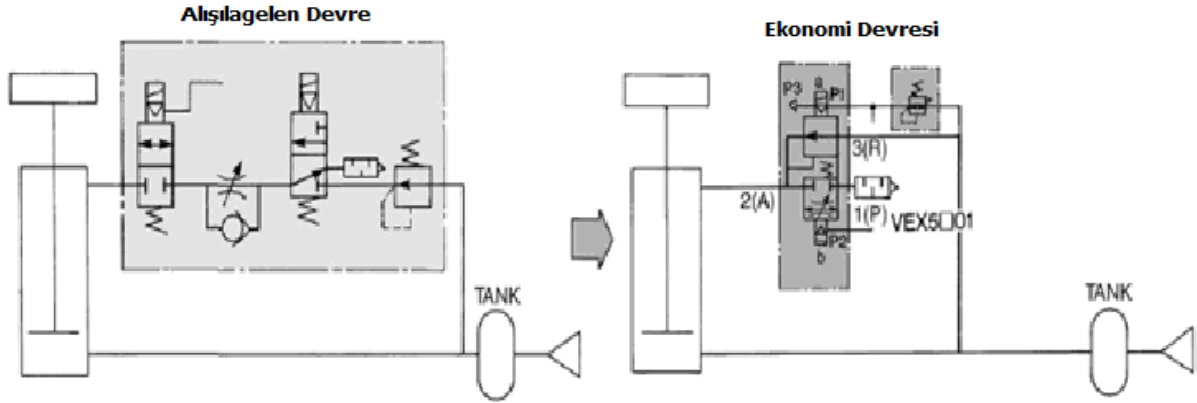 Alışılagelen Devre
Ekonomi Devresi
P3
a
P1
3(R)
2(A)
1(P)
VEX5□01
P2
b
TANK
TANK